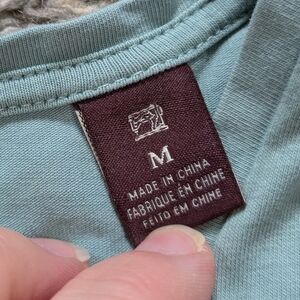 M
MADE IN CHINA
FABRIQUÉ EN CHINE
FEITO EM CHINE